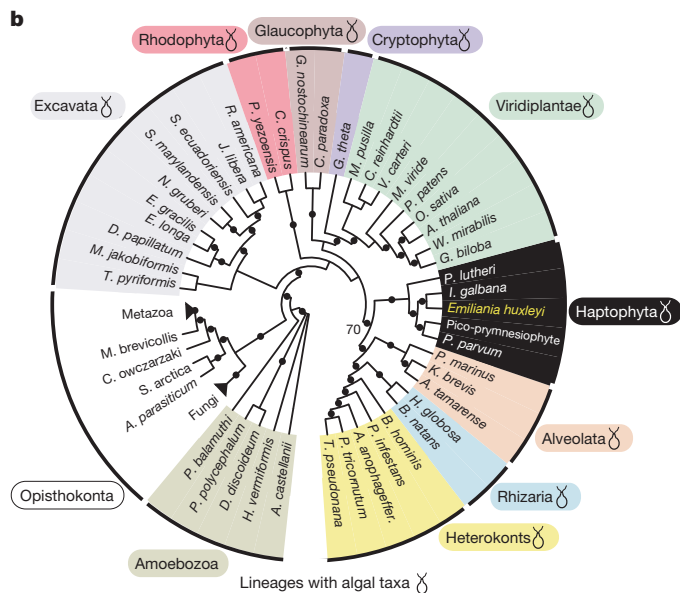 b
Rhodophyta
Glaucophyta
Cryptophyta
Excavata
Viridiplantae
Haptophyta
Alveolata
Rhizaria
Heterokonts
Amoebozoa
Opisthokonta
T. pyriformis
M. jakobiformis
D. papillatum
E. longa
E. gracilis
N. gruberi
S. marylandensis
S. ecuadoriensis
J. libera
R. americana
P. yezoensis
C. crispus
G. nostochinearum
C. paradoxa
G. theta
M. pusilla
C. reinhardtii
V. carteri
M. viride
P. patens
O. sativa
A. thaliana
W. mirabilis
G. biloba
P. lutheri
I. galbana
Emiliania huxleyi
Pico-prymnesiophyte
P. parvum
P. marinus
K. brevis
A. tamarense
H. globosa
B. natans
B. hominis
P. infestans
A. anophageffer.
P. tricornutum
T. pseudonana
A. castellanii
H. vermiformis
D. discoideum
P. polycephalum
P. balamuthi
Fungi
A. parasiticum
S. arctica
C. owczarzaki
M. brevicollis
Metazoa
70
Lineages with algal taxa